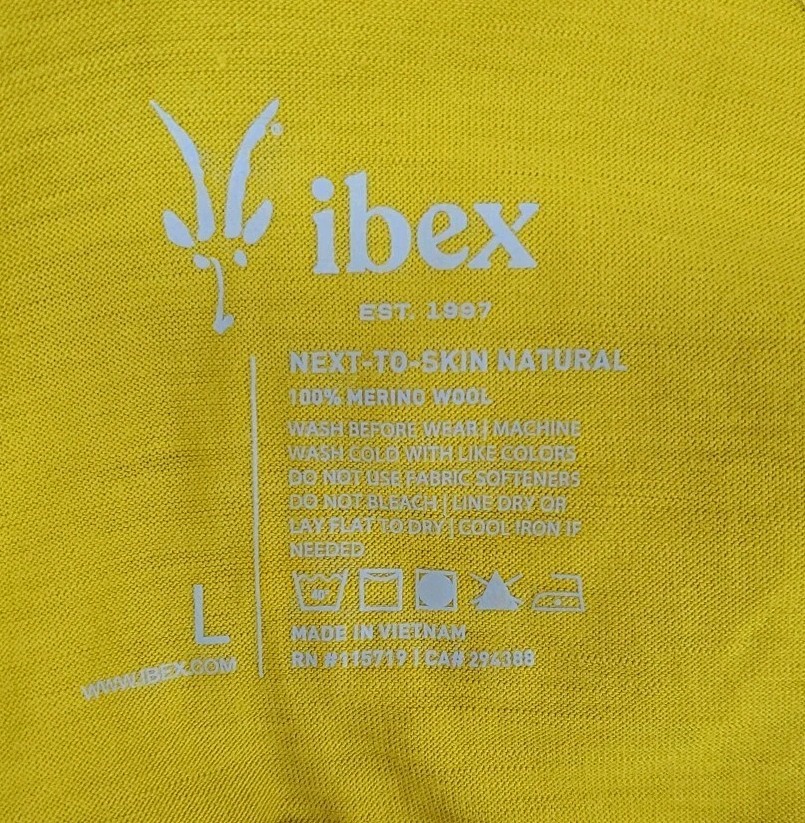 ibex
EST. 1997
NEXT-TO-SKIN NATURAL
100% MERINO WOOL
WASH BEFORE WEAR | MACHINE
WASH COLD WITH LIKE COLORS
DO NOT USE FABRIC SOFTENERS
DO NOT BLEACH | LINE DRY OR
LAY FLAT TO DRY | COOL IRON IF
NEEDED
L
MADE IN VIETNAM
RN #115719 | CA# 294388
WWW.IBEX.COM